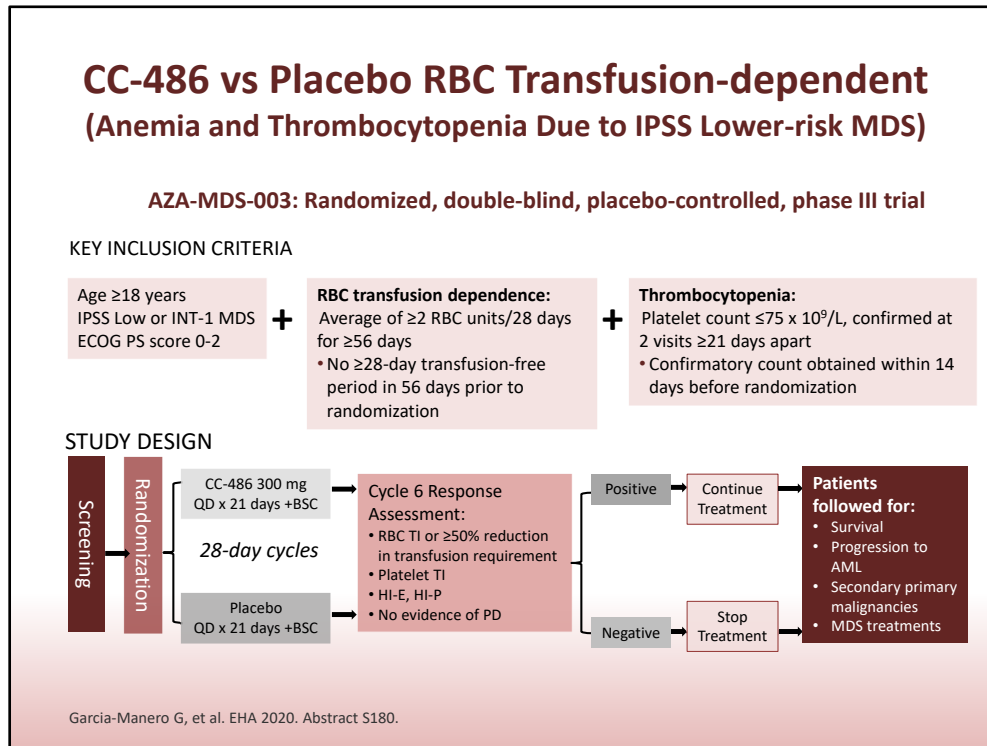 CC-486 vs Placebo RBC Transfusion-dependent
(Anemia and Thrombocytopenia Due to IPSS Lower-risk MDS)
AZA-MDS-003: Randomized, double-blind, placebo-controlled, phase III trial
KEY INCLUSION CRITERIA
Age ≥18 years
IPSS Low or INT-1 MDS
ECOG PS score 0-2
+
RBC transfusion dependence:
Average of ≥2 RBC units/28 days
for ≥56 days
• No ≥28-day transfusion-free
period in 56 days prior to
randomization
+
Thrombocytopenia:
Platelet count ≤75 x 10⁹/L, confirmed at
2 visits ≥21 days apart
• Confirmatory count obtained within 14
days before randomization
STUDY DESIGN
Screening
Randomization
CC-486 300 mg
QD x 21 days +BSC
28-day cycles
Placebo
QD x 21 days +BSC
Cycle 6 Response
Assessment:
• RBC TI or ≥50% reduction
in transfusion requirement
• Platelet TI
• HI-E, HI-P
• No evidence of PD
Positive
Continue
Treatment
Negative
Stop
Treatment
Patients
followed for:
• Survival
• Progression to
AML
• Secondary primary
malignancies
• MDS treatments
Garcia-Manero G, et al. EHA 2020. Abstract S180.